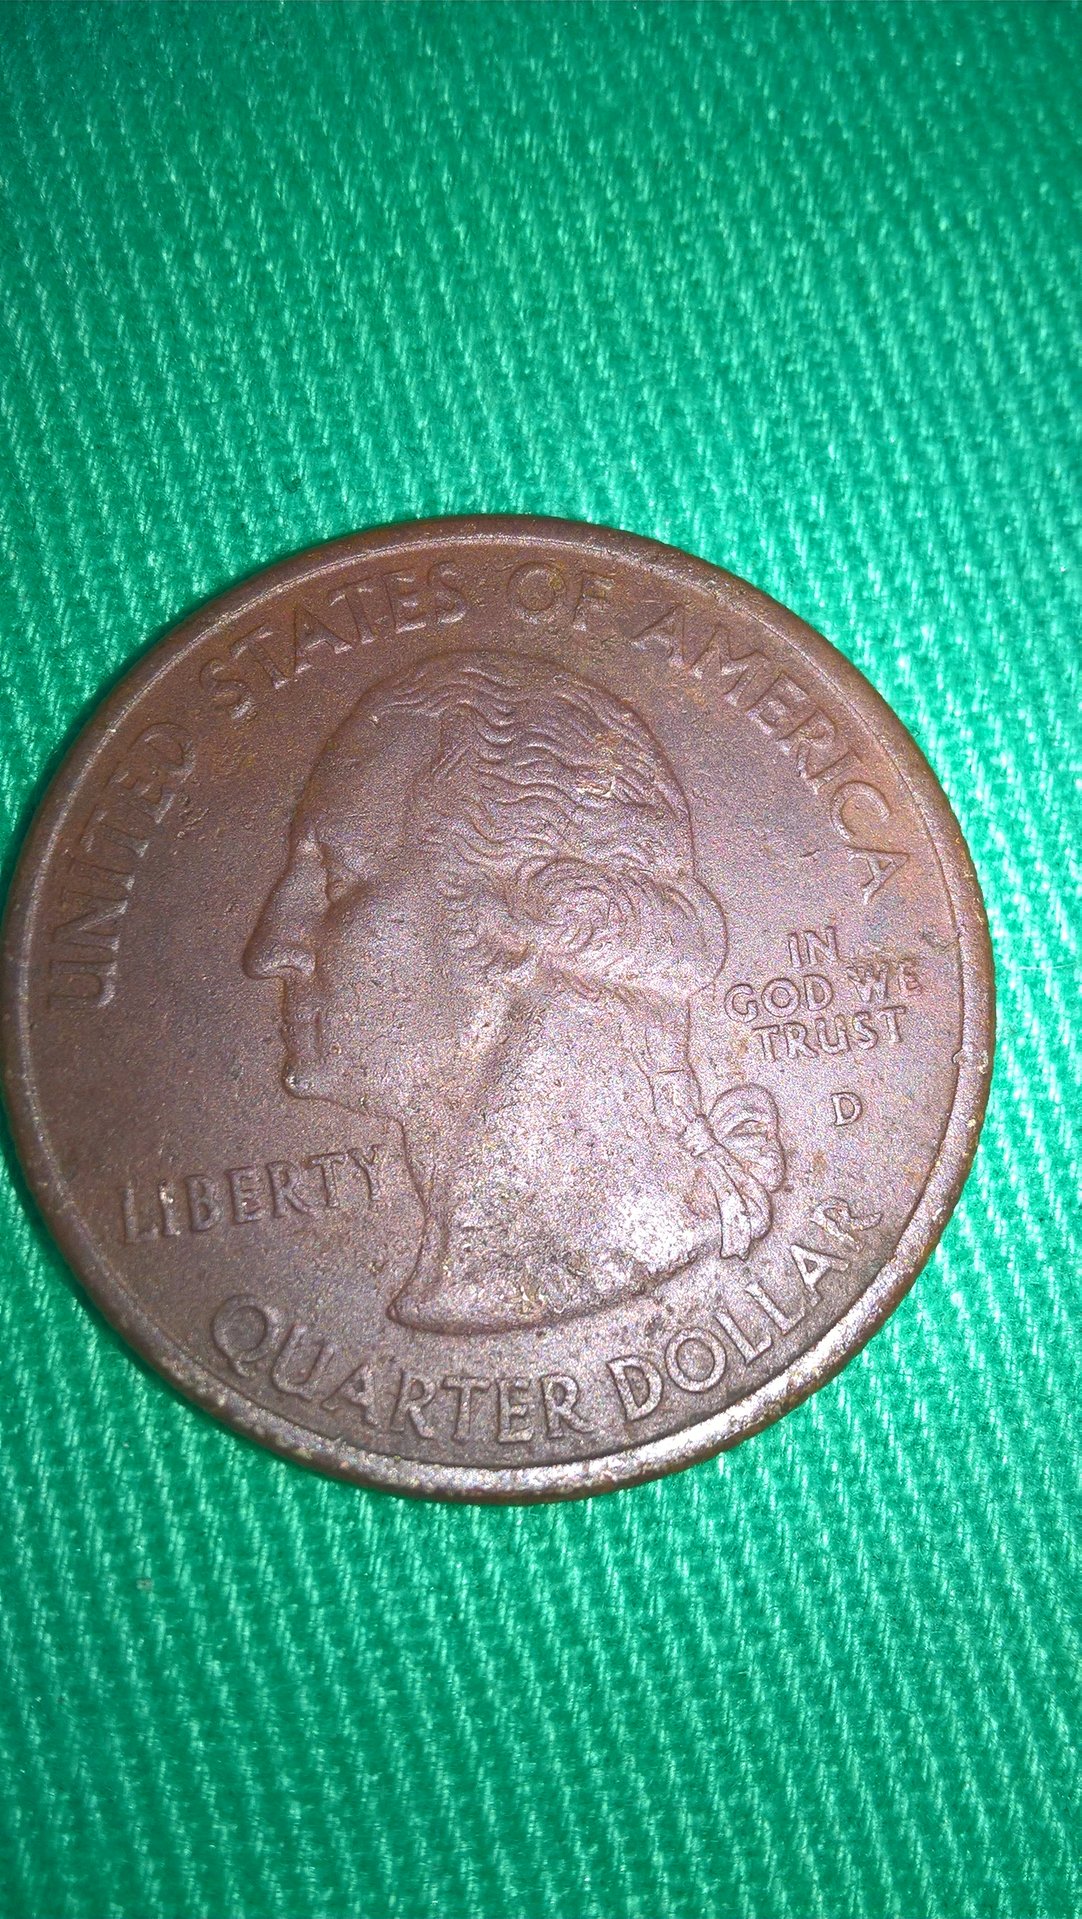 UNITED STATES OF AMERICA
LIBERTY
IN
GOD WE
TRUST
D
QUARTER DOLLAR